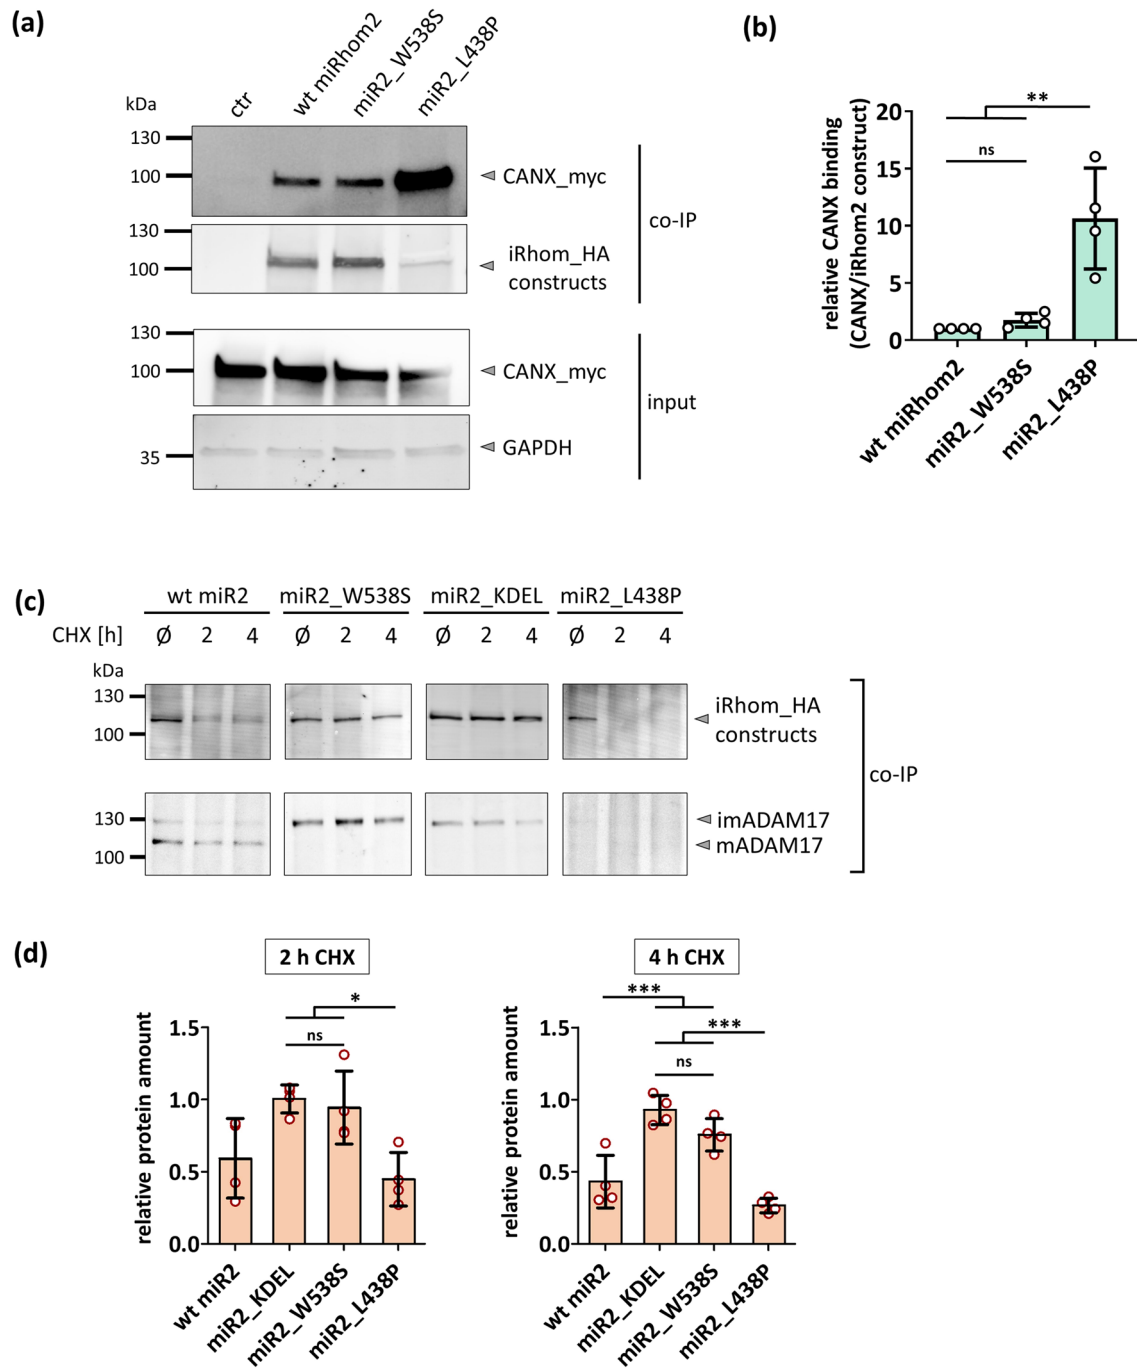 (a)
kDa
ctr
wt miRhom2
miR2_W538S
miR2_L438P
130
100
CANX_myc
130
100
iRhom_HA
constructs
co-IP
130
100
CANX_myc
35
GAPDH
input
(b)
relative CANX binding
(CANX/iRhom2 construct)
20
15
10
5
0
**
ns
wt miRhom2
miR2_W538S
miR2_L438P
(c)
wt miR2 miR2_W538S miR2_KDEL miR2_L438P
CHX [h] Ø 2 4 Ø 2 4 Ø 2 4 Ø 2 4
kDa
130
100
iRhom_HA
constructs
130
100
imADAM17
mADAM17
co-IP
(d)
2 h CHX
relative protein amount
1.5
1.0
0.5
0.0
*
ns
wt miR2
miR2_KDEL
miR2_W538S
miR2_L438P
4 h CHX
relative protein amount
1.5
1.0
0.5
0.0
***
***
ns
wt miR2
miR2_KDEL
miR2_W538S
miR2_L438P